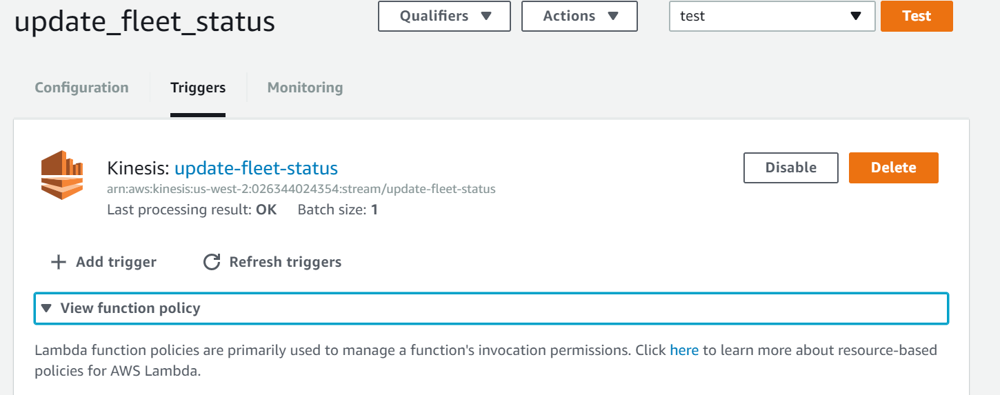 update_fleet_status
Qualifiers
Actions
test
Test
Configuration
Triggers
Monitoring
Kinesis: update-fleet-status
arn:aws:kinesis:us-west-2:026344024354:stream/update-fleet-status
Last processing result: OK Batch size: 1
Disable
Delete
Add trigger
Refresh triggers
View function policy
Lambda function policies are primarily used to manage a function's invocation permissions. Click here to learn more about resource-based
policies for AWS Lambda.